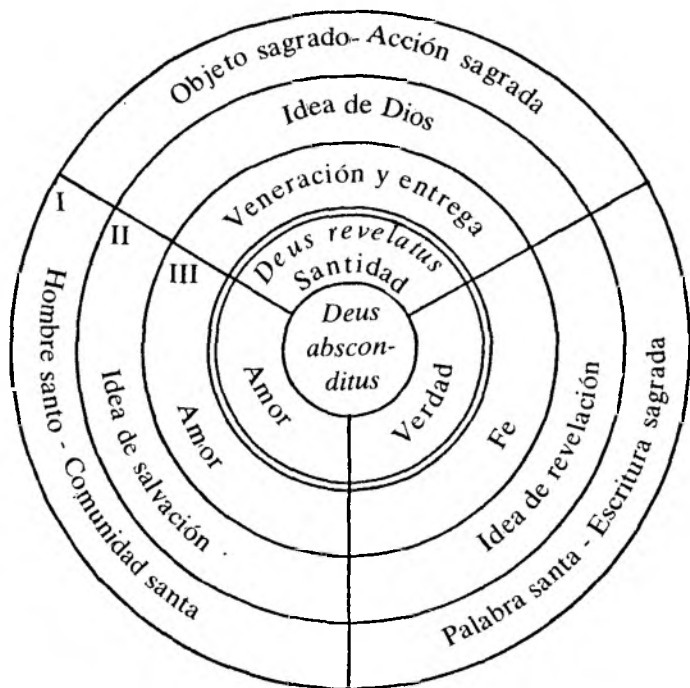 Objeto sagrado - Acción sagrada
Idea de Dios
Veneración y entrega
Deus revelatus
Santidad
Deus
abscon-
ditus
I
II
III
Hombre santo - Comunidad santa
Idea de salvación
Amor
Amor
Verdad
Fe
Idea de revelación
Palabra santa - Escritura sagrada